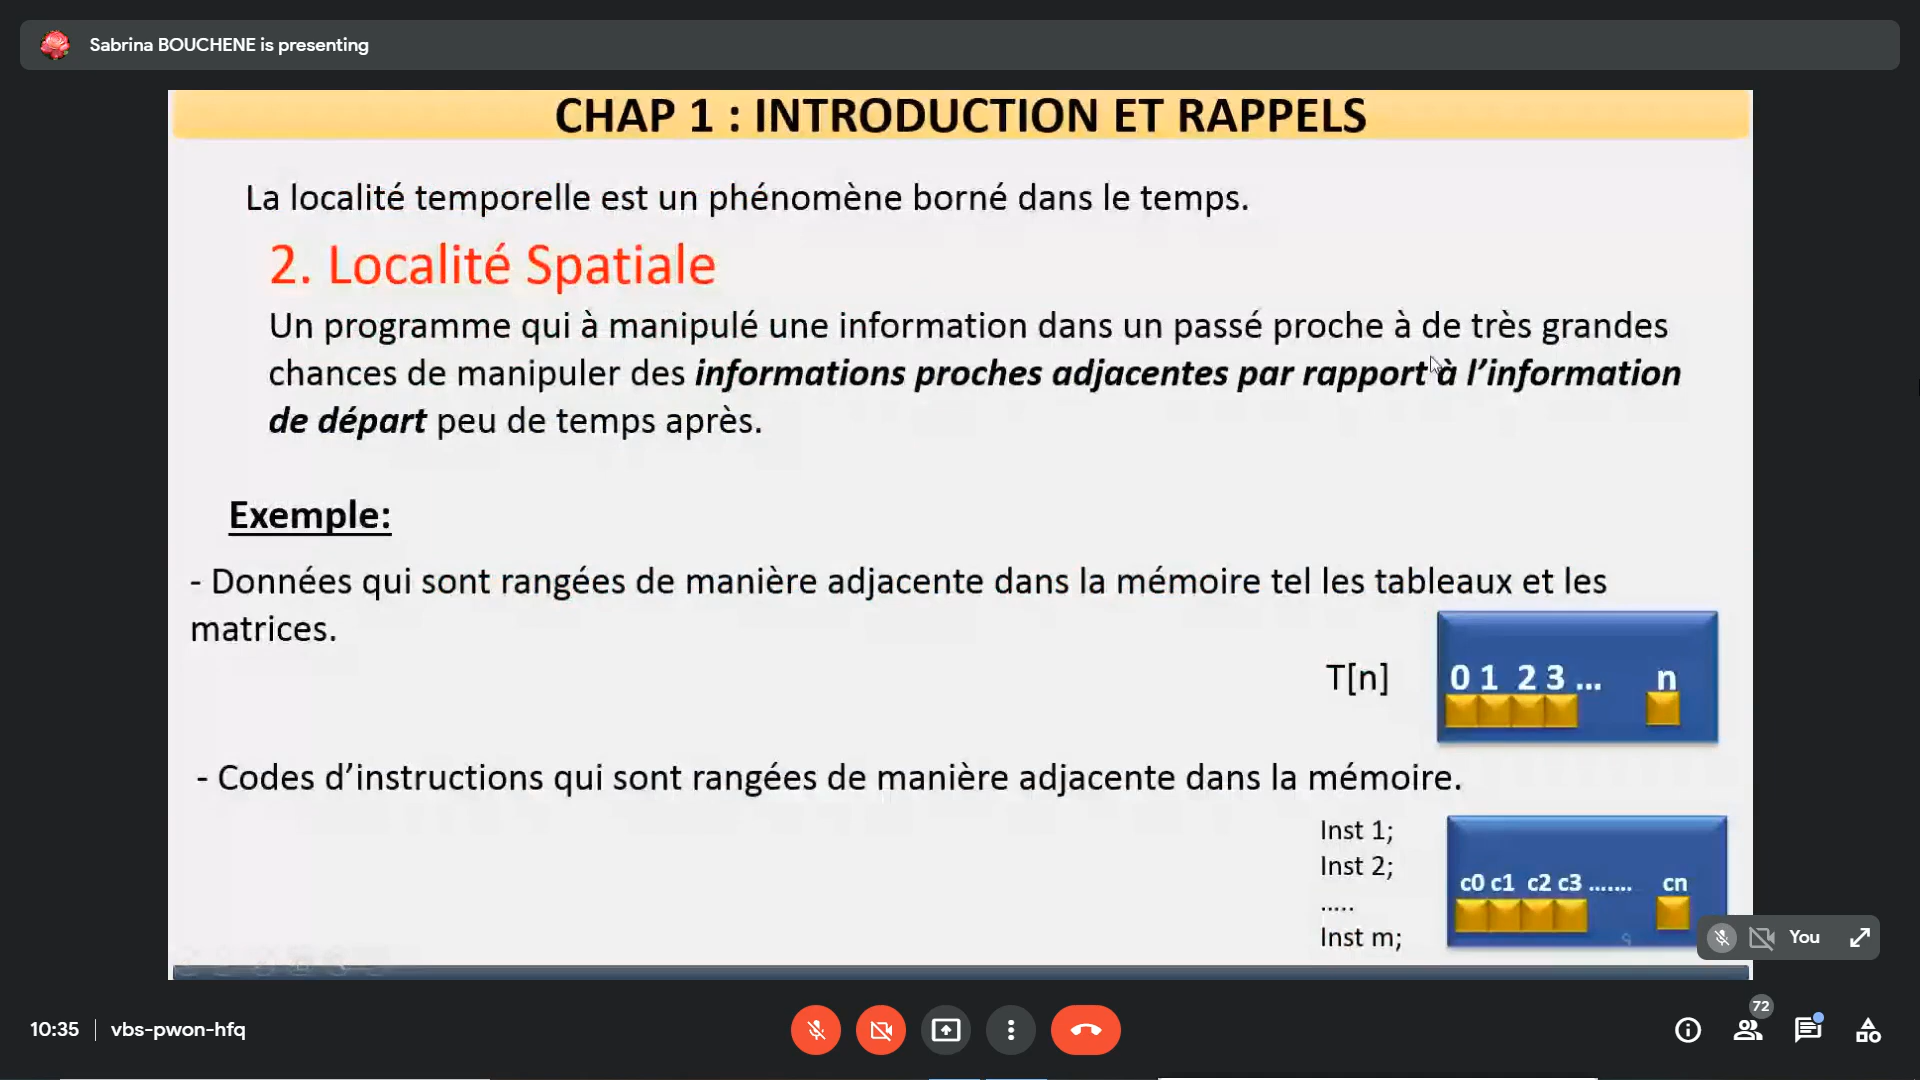 Sabrina BOUCHENE is presenting
CHAP 1 : INTRODUCTION ET RAPPELS
La localité temporelle est un phénomène borné dans le temps.
2. Localité Spatiale
Un programme qui à manipulé une information dans un passé proche à de très grandes
chances de manipuler des informations proches adjacentes par rapport à l’information
de départ peu de temps après.
Exemple:
- Données qui sont rangées de manière adjacente dans la mémoire tel les tableaux et les
matrices.
T[n] 0 1 2 3 ... n
- Codes d’instructions qui sont rangées de manière adjacente dans la mémoire.
Inst 1;
Inst 2;
.....
Inst m;
c0 c1 c2 c3 ....... cn
9
You
10:35 vbs-pwon-hfq
72